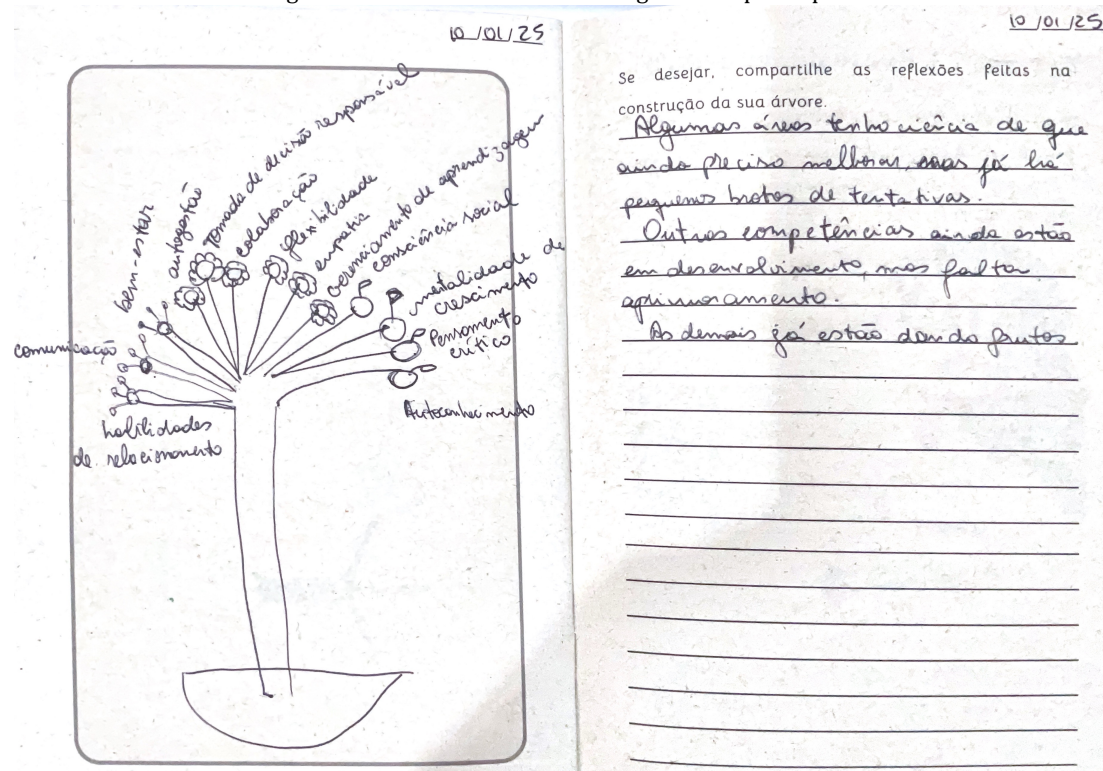 10/01/25
tomada de decisão responsável
colaboração
flexibilidade
empatia
Gerenciamento de aprendizagem
consciência social
autogestão
bem-estar
mentalidade de
crescimento
Pensamento
crítico
comunicação
Autoconhecimento
habilidades
de relacionamento
10/01/25
Se desejar, compartilhe as reflexões feitas na
construção da sua árvore.
Algumas áreas tenho ciência de que
ainda preciso melhorar, mas já há
pequenos brotos de tentativas.
Outras competências ainda estão
em desenvolvimento, mas falta
aprimoramento.
As demais já estão dando frutos